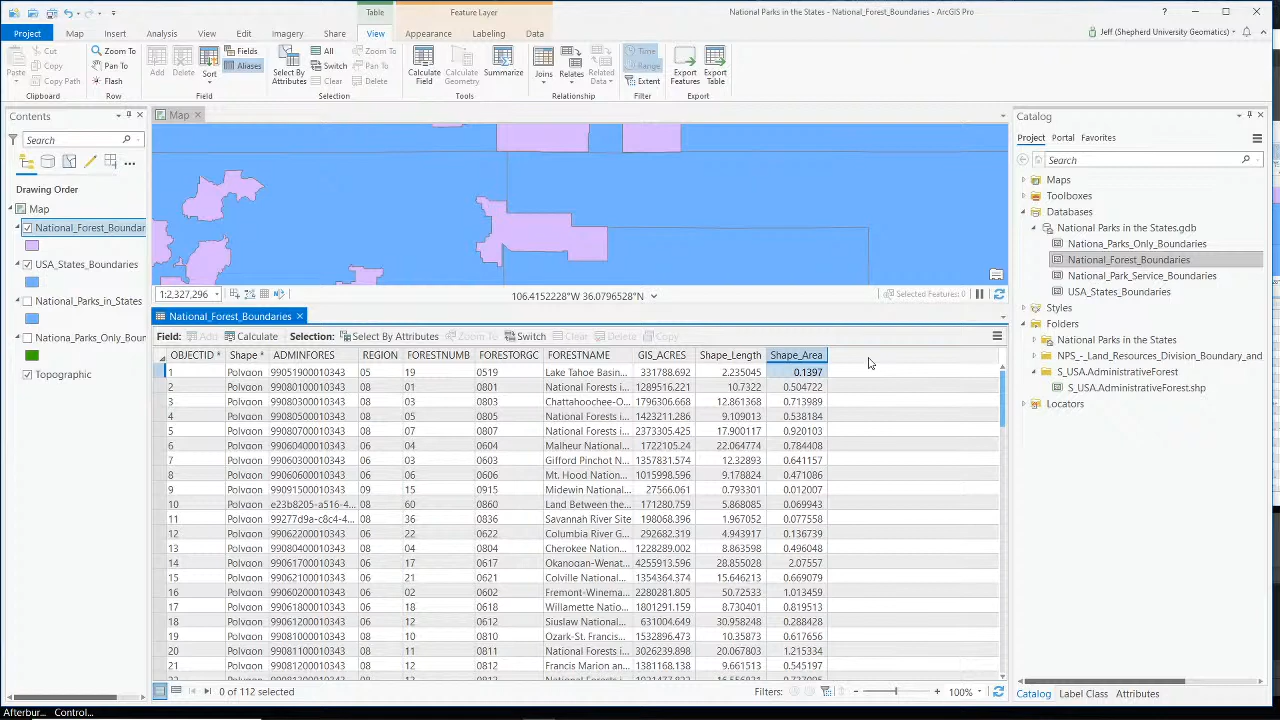 Table Feature Layer National Parks in the States - National_Forest_Boundaries - ArcGIS Pro
Project Map Insert Analysis View Edit Imagery Share View Appearance Labeling Data Jeff (Shepherd University Geomatics)
Paste Cut Copy Copy Path Clipboard
Zoom To Pan To Flash Row
Add Delete Sort Fields Aliases Field
Select By Attributes All Switch Clear Zoom To Pan To Delete Selection
Calculate Field Calculate Geometry Summarize Tools
Joins Relates Related Data Relationship
Time Range Extent Filter
Export Features Export Table Export
Contents
Search
Drawing Order
Map
National_Forest_Boundar
USA_States_Boundaries
National_Parks_in_States
National_Parks_Only_Bounda
Topographic
Map
1:2,327,296 106.4152228°W 36.0796528°N Selected Features: 0
National_Forest_Boundaries
Field: Add Calculate Selection: Select By Attributes Zoom To Switch Clear Delete Copy
OBJECTID * Shape * ADMINFORES REGION FORESTNUMB FORESTORGC FORESTNAME GIS_ACRES Shape_Length Shape_Area
1 Polygon 99051900010343 05 19 0519 Lake Tahoe Basin... 331788.692 2.235045 0.1397
2 Polygon 99080100010343 08 01 0801 National Forests i... 1289516.221 10.7322 0.504722
3 Polygon 99080300010343 08 03 0803 Chattahoochee-O... 1796306.668 12.861368 0.713989
4 Polygon 99080500010343 08 05 0805 National Forests i... 1423211.286 9.109013 0.538184
5 Polygon 99080700010343 08 07 0807 National Forests i... 2373305.425 17.900117 0.920103
6 Polygon 99060400010343 06 04 0604 Malheur National... 1722105.24 22.064774 0.784408
7 Polygon 99060300010343 06 03 0603 Gifford Pinchot N... 1357831.574 12.32893 0.641157
8 Polygon 99060600010343 06 06 0606 Mt. Hood Nation... 1015998.596 9.178824 0.471086
9 Polygon 99091500010343 09 15 0915 Midewin National... 27566.061 0.793301 0.012007
10 Polygon e23b8205-a516-4... 08 60 0860 Land Between the... 171280.759 5.868085 0.069943
11 Polygon 99277d9a-c8c4-4... 08 36 0836 Savannah River Site 198068.396 1.967052 0.077558
12 Polygon 99062200010343 06 22 0622 Columbia River G... 292682.319 4.943917 0.136739
13 Polygon 99080400010343 08 04 0804 Cherokee Nation... 1228289.002 8.863598 0.496048
14 Polygon 99061700010343 06 17 0617 Okanogan-Wenat... 4255913.596 28.855028 2.07557
15 Polygon 99062100010343 06 21 0621 Colville National... 1354364.374 15.646213 0.669079
16 Polygon 99060200010343 06 02 0602 Fremont-Winema... 2280281.805 50.72533 1.013459
17 Polygon 99061800010343 06 18 0618 Willamette Natio... 1801291.159 8.730401 0.819513
18 Polygon 99061200010343 06 12 0612 Siuslaw National... 631004.649 30.958248 0.288428
19 Polygon 99081000010343 08 10 0810 Ozark-St. Francis... 1532896.473 10.35873 0.617656
20 Polygon 99081100010343 08 11 0811 National Forests i... 3026239.898 20.067803 1.215334
21 Polygon 99081200010343 08 12 0812 Francis Marion an... 1381168.138 9.661513 0.545197
0 of 112 selected Filters: 100%
Catalog
Project Portal Favorites
Search
Maps
Toolboxes
Databases
National Parks in the States.gdb
Nationa_Parks_Only_Boundaries
National_Forest_Boundaries
National_Park_Service_Boundaries
USA_States_Boundaries
Styles
Folders
National Parks in the States
NPS_-_Land_Resources_Division_Boundary_and
S_USA.AdministrativeForest
S_USA.AdministrativeForest.shp
Locators
Catalog Label Class Attributes
Afterbur... Control...